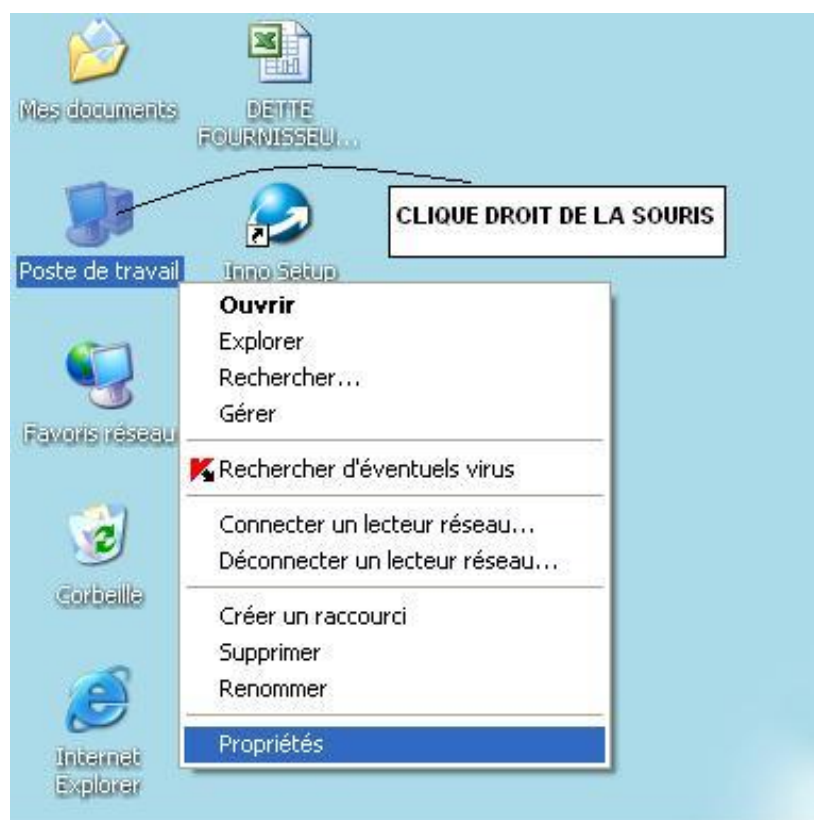 Mes documents
DETTE
FOURNISSEU...
CLIQUE DROIT DE LA SOURIS
Poste de travail
Inno Setup
Ouvrir
Explorer
Rechercher...
Gérer
Favoris réseau
Rechercher d'éventuels virus
Connecter un lecteur réseau...
Déconnecter un lecteur réseau...
Corbeille
Créer un raccourci
Supprimer
Renommer
Propriétés
Internet
Explorer